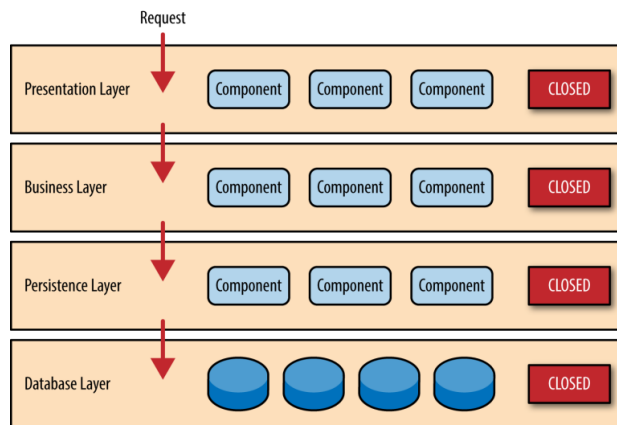 Request
Presentation Layer Component Component Component CLOSED
Business Layer Component Component Component CLOSED
Persistence Layer Component Component Component CLOSED
Database Layer CLOSED